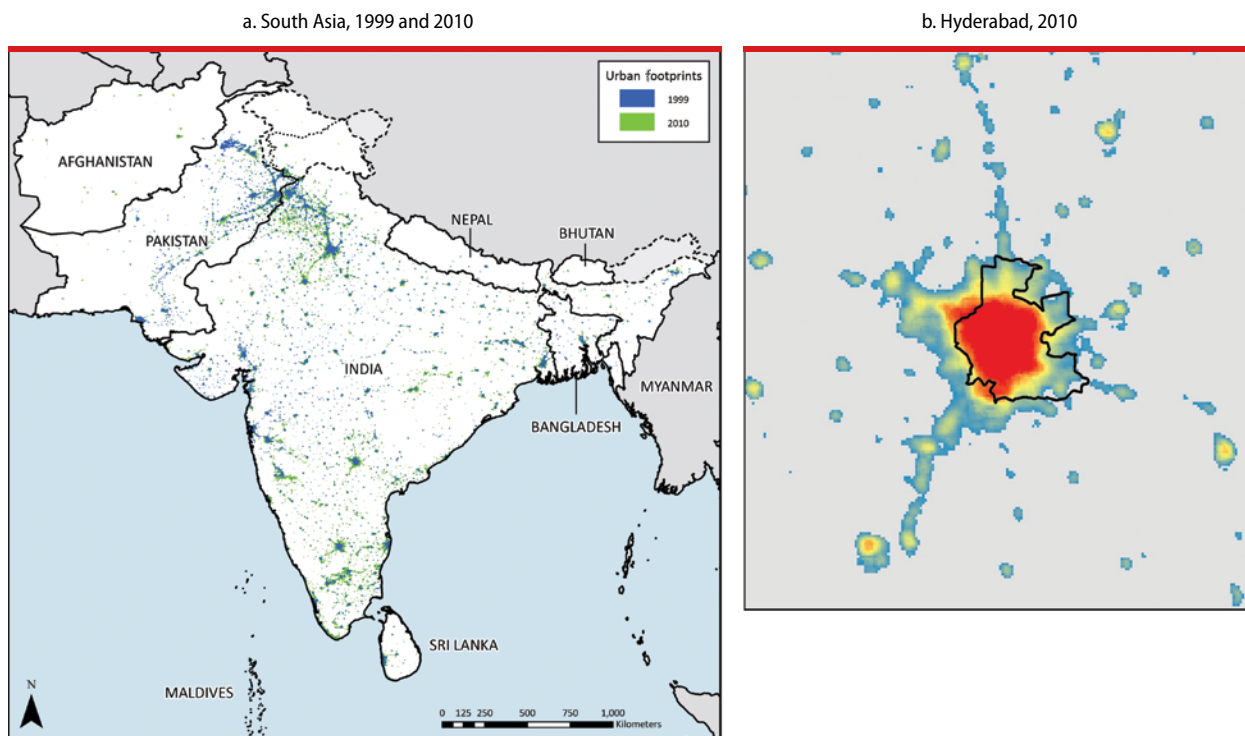 a. South Asia, 1999 and 2010
b. Hyderabad, 2010
Urban footprints
1999
2010
AFGHANISTAN
PAKISTAN
NEPAL
BHUTAN
INDIA
MYANMAR
BANGLADESH
SRI LANKA
MALDIVES
N
0 125 250 500 750 1,000
Kilometers